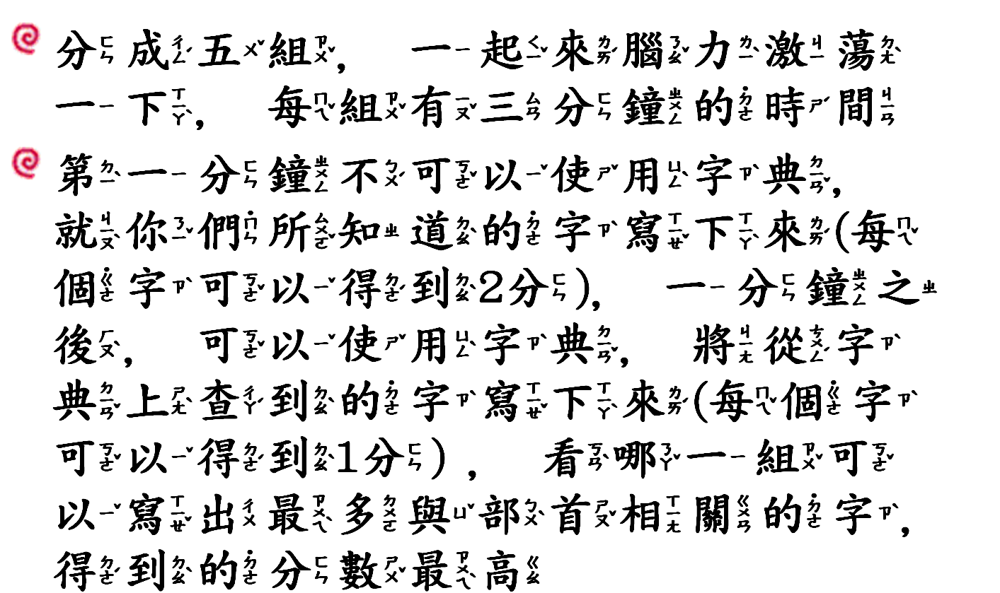 分成五組, 一起來腦力激蕩
一下, 每組有三分鐘的時間
第一分鐘不可以使用字典,
就你們所知道的字寫下來(每
個字可以得到2分), 一分鐘之
後, 可以使用字典, 將從字
典上查到的字寫下來(每個字
可以得到1分) , 看哪一組可
以寫出最多與部首相關的字,
得到的分數最高